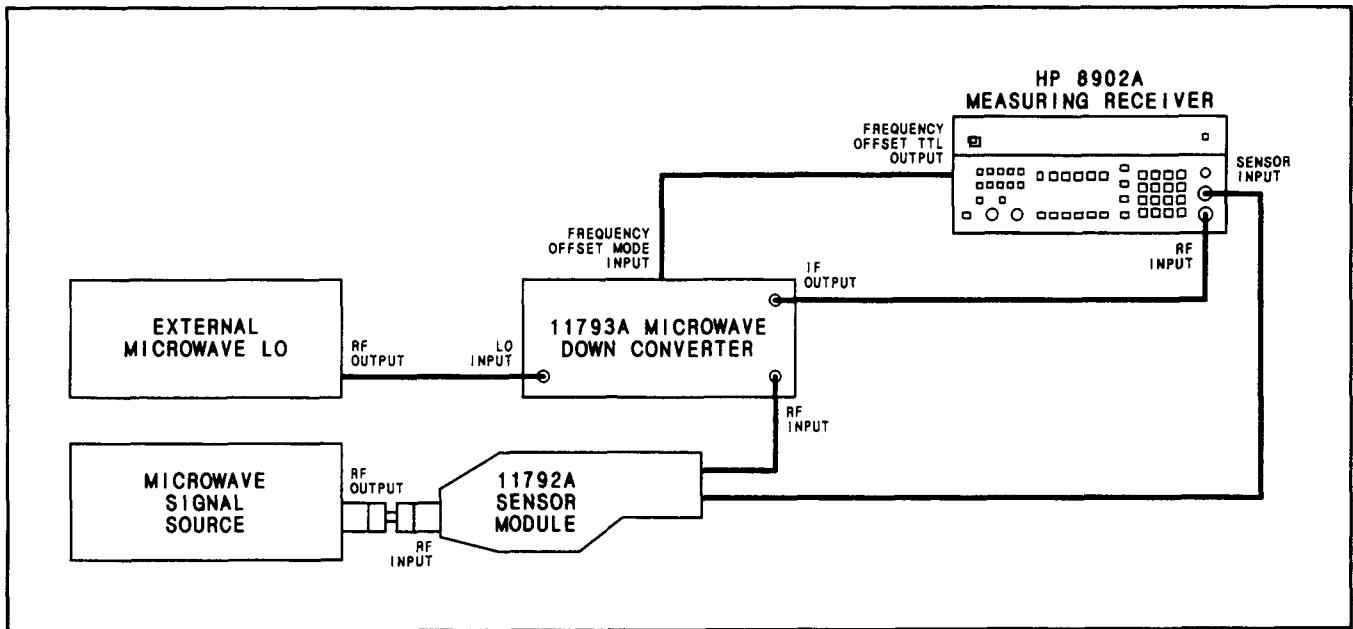 HP 8902A
MEASURING RECEIVER
FREQUENCY
OFFSET TTL
OUTPUT
SENSOR
INPUT
FREQUENCY
OFFSET MODE
INPUT
IF
OUTPUT
RF
INPUT
EXTERNAL
MICROWAVE LO
RF
OUTPUT
LO
INPUT
11793A MICROWAVE
DOWN CONVERTER
RF
INPUT
MICROWAVE
SIGNAL
SOURCE
RF
OUTPUT
RF
INPUT
11792A
SENSOR
MODULE